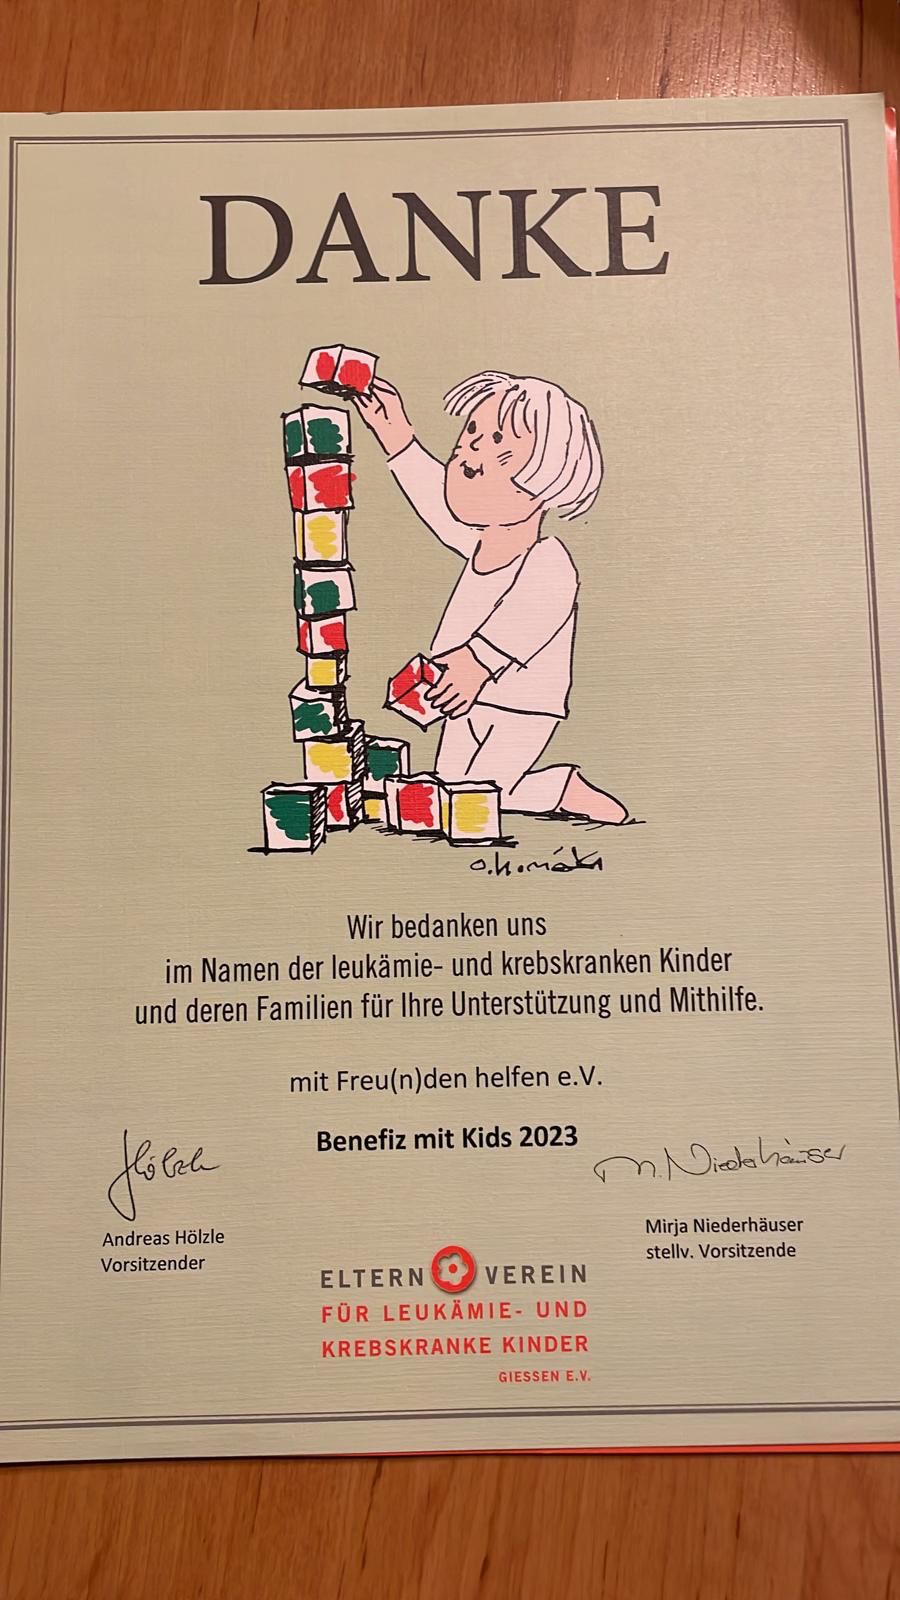 DANKE
Wir bedanken uns
im Namen der leukämie- und krebskranken Kinder
und deren Familien für Ihre Unterstützung und Mithilfe.
mit Freu(n)den helfen e.V.
Benefiz mit Kids 2023
Hölzle
M. Niederhäuser
Andreas Hölzle
Vorsitzender
Mirja Niederhäuser
stellv. Vorsitzende
ELTERN VEREIN
FÜR LEUKÄMIE- UND
KREBSKRANKE KINDER
GIESSEN E.V.